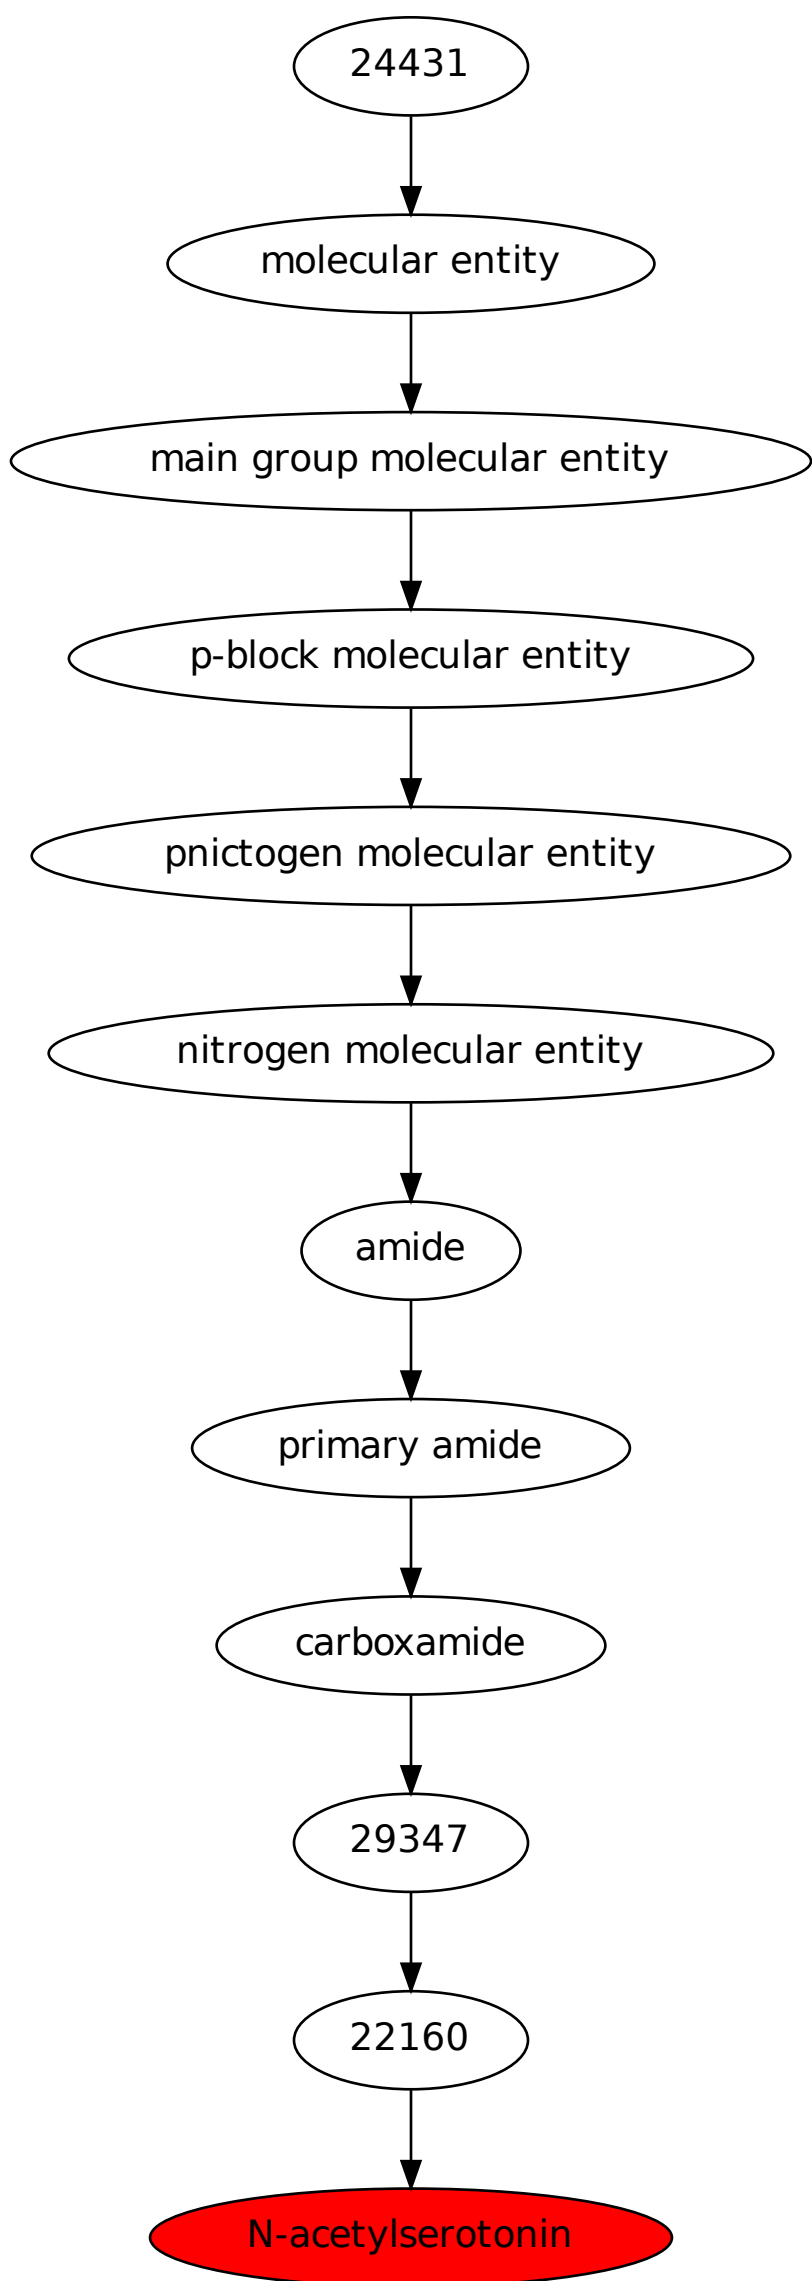 24431
molecular entity
main group molecular entity
p-block molecular entity
pnictogen molecular entity
nitrogen molecular entity
amide
primary amide
carboxamide
29347
22160
N-acetylserotonin